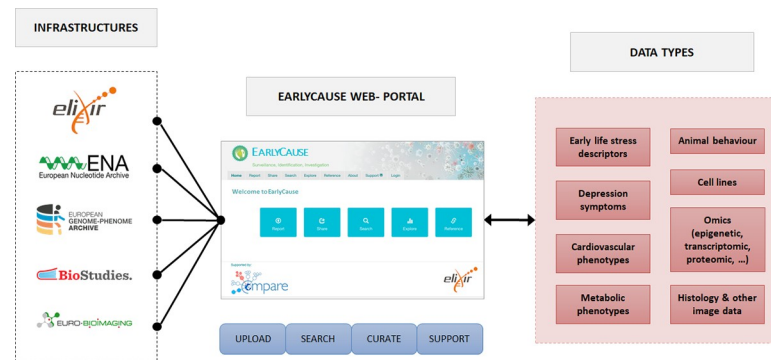 INFRASTRUCTURES
elixir
ENA
European Nucleotide Archive
EUROPEAN
GENOME-PHENOME
ARCHIVE
BioStudies.
EURO-BIOIMAGING
EARLYCAUSE WEB- PORTAL
EARLYCAUSE
Surveillance, Identification, Investigation
Home Report Share Search Explore Reference About Support Login
Welcome to EarlyCause
Report Share Search Explore Reference
Supported by:
elixir
UPLOAD SEARCH CURATE SUPPORT
DATA TYPES
Early life stress
descriptors
Depression
symptoms
Cardiovascular
phenotypes
Metabolic
phenotypes
Animal behaviour
Cell lines
Omics
(epigenetic,
transcriptomic,
proteomic, ...)
Histology & other
image data